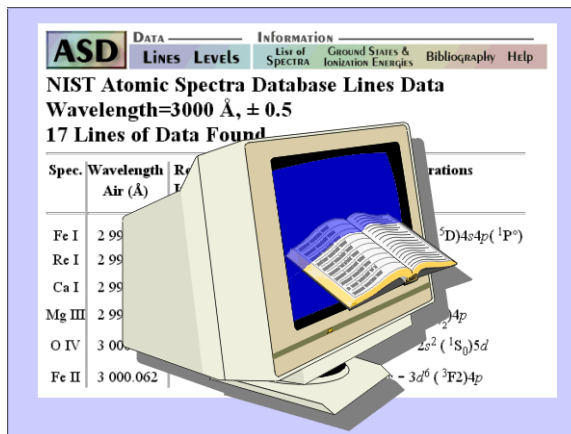 ASD DATA INFORMATION
LINES LEVELS List of SPECTRA GROUND STATES & IONIZATION ENERGIES Bibliography HELP
NIST Atomic Spectra Database Lines Data
Wavelength=3000 Å, ± 0.5
17 Lines of Data Found
Spec. Wavelength Air (Å)
Fe I 2 99 ⁵D)4s4p( ¹P°)
Re I 2 99
Ca I 2 99
Mg III 2 99 )4p
O IV 3 00 2s² ( ¹S₀)5d
Fe II 3 000.062 – 3d⁶ ( ³F2)4p